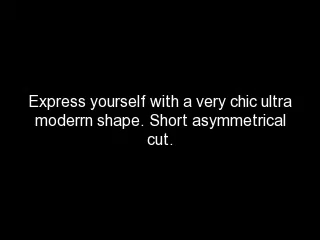 Express yourself with a very chic ultra
moderrn shape. Short asymmetrical
cut.